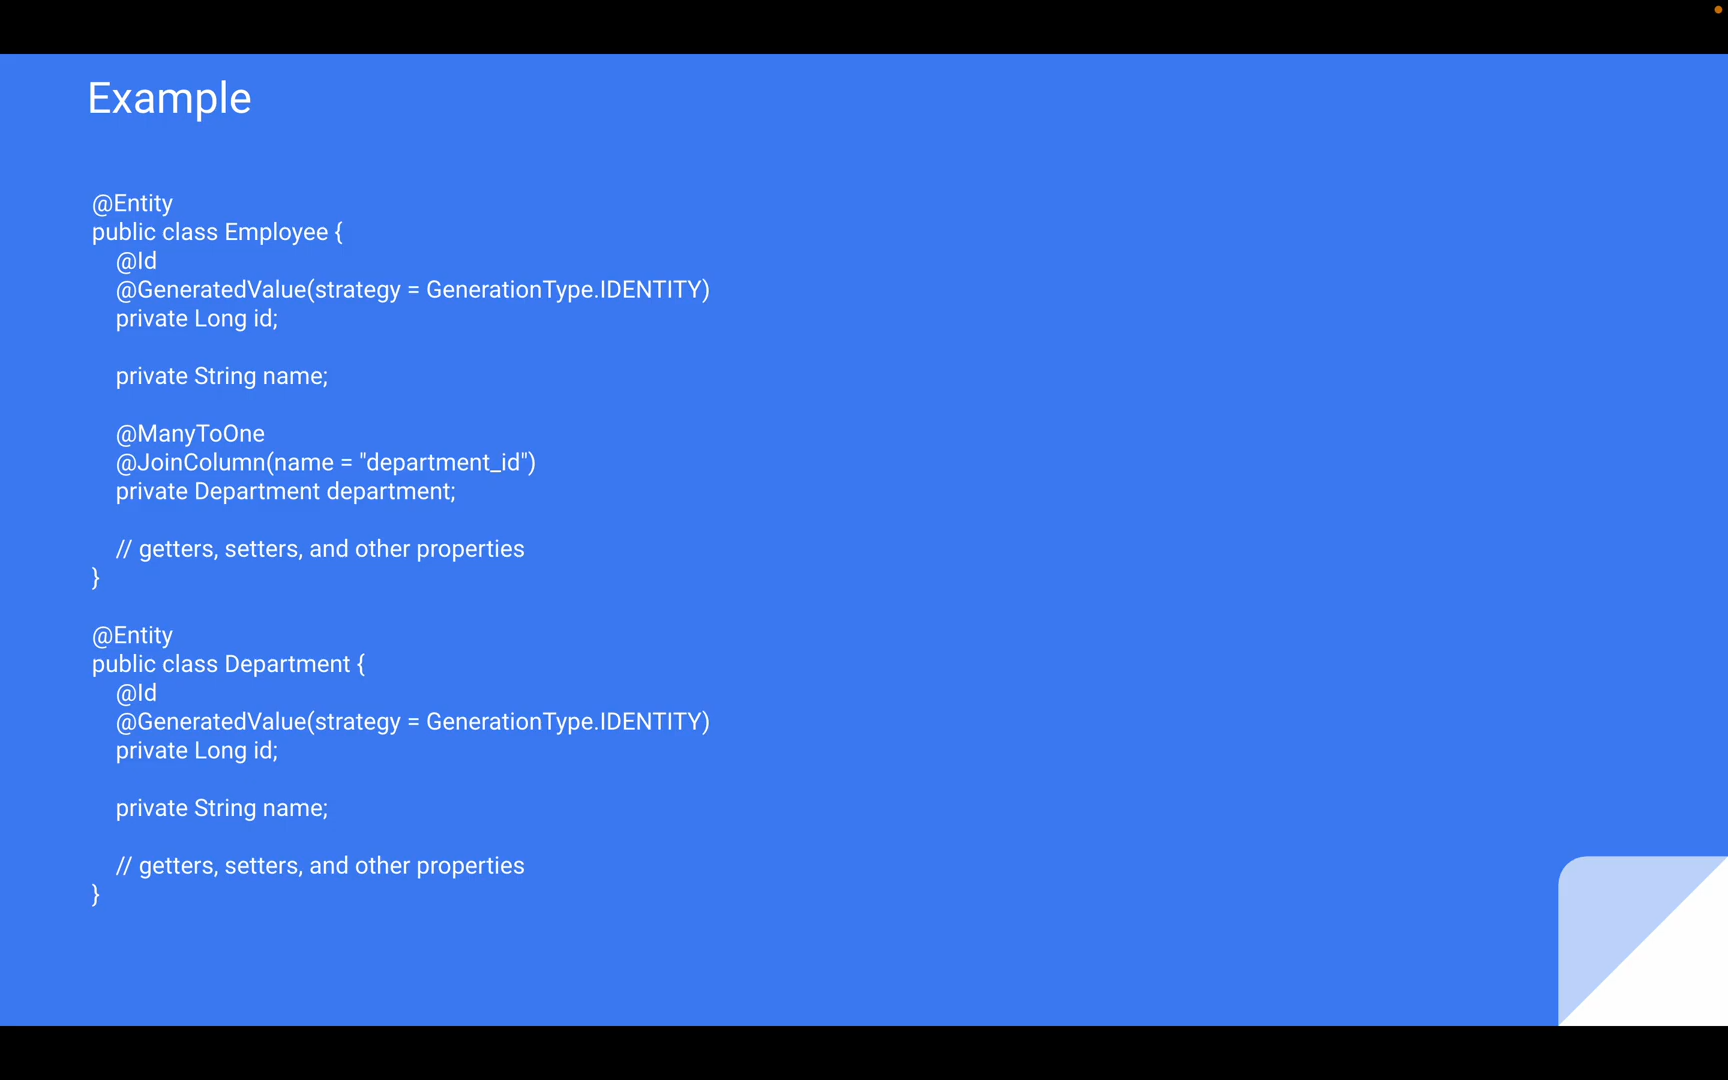 Example
@Entity
public class Employee {
@Id
@GeneratedValue(strategy = GenerationType.IDENTITY)
private Long id;
private String name;
@ManyToOne
@JoinColumn(name = "department_id")
private Department department;
// getters, setters, and other properties
}
@Entity
public class Department {
@Id
@GeneratedValue(strategy = GenerationType.IDENTITY)
private Long id;
private String name;
// getters, setters, and other properties
}